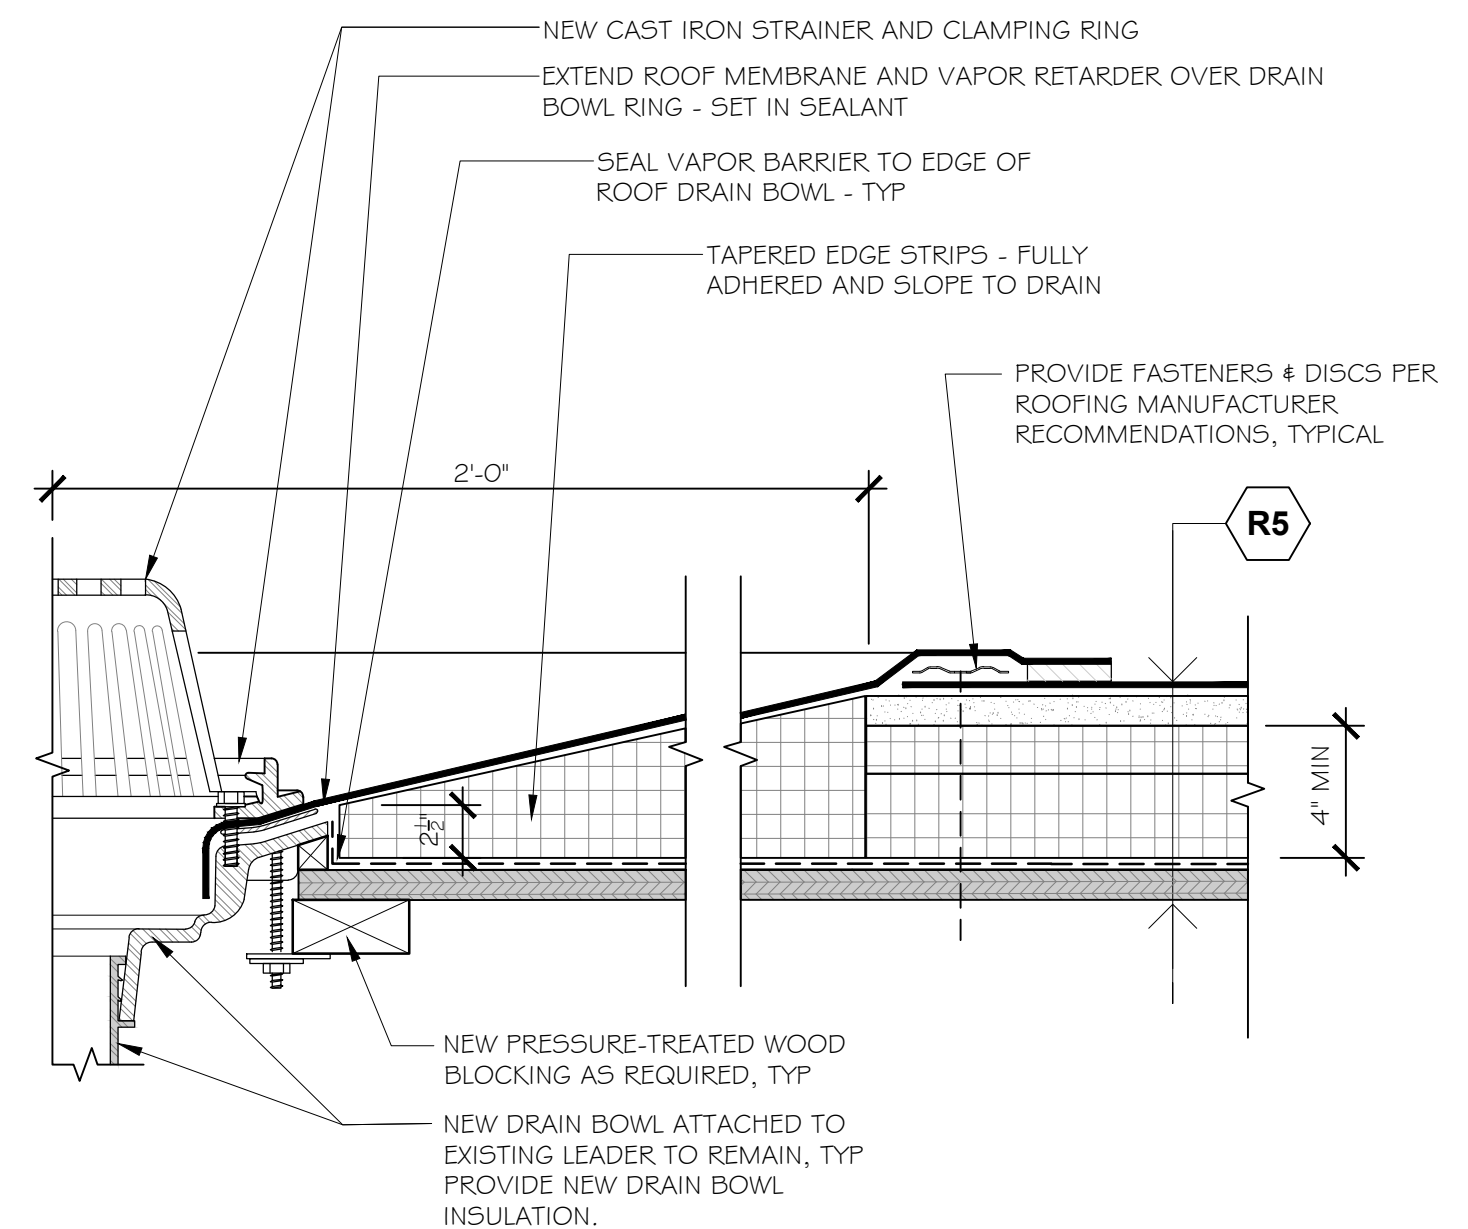 NEW CAST IRON STRAINER AND CLAMPING RING
EXTEND ROOF MEMBRANE AND VAPOR RETARDER OVER DRAIN
BOWL RING - SET IN SEALANT
SEAL VAPOR BARRIER TO EDGE OF
ROOF DRAIN BOWL - TYP
TAPERED EDGE STRIPS - FULLY
ADHERED AND SLOPE TO DRAIN
PROVIDE FASTENERS & DISCS PER
ROOFING MANUFACTURER
RECOMMENDATIONS, TYPICAL
2'-0"
R5
4" MIN
2½"
NEW PRESSURE-TREATED WOOD
BLOCKING AS REQUIRED, TYP
NEW DRAIN BOWL ATTACHED TO
EXISTING LEADER TO REMAIN, TYP
PROVIDE NEW DRAIN BOWL
INSULATION.